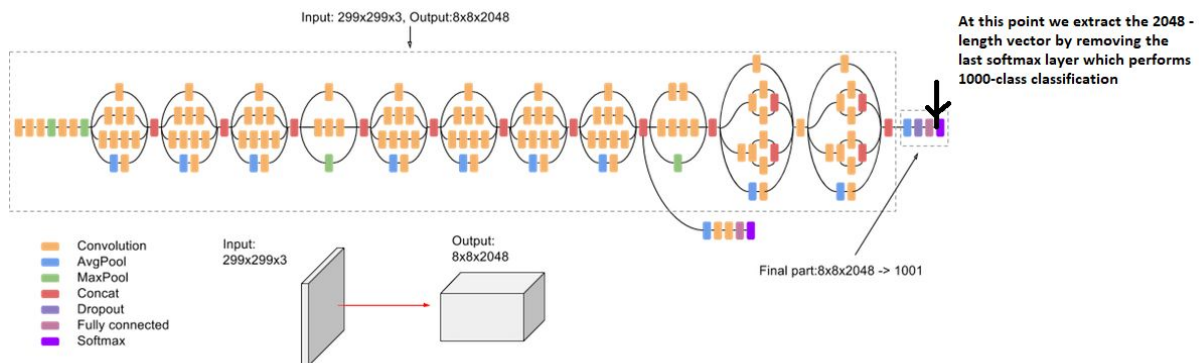 Input: 299x299x3, Output:8x8x2048
At this point we extract the 2048 -
length vector by removing the
last softmax layer which performs
1000-class classification
Convolution
AvgPool
MaxPool
Concat
Dropout
Fully connected
Softmax
Input:
299x299x3
Output:
8x8x2048
Final part:8x8x2048 -> 1001